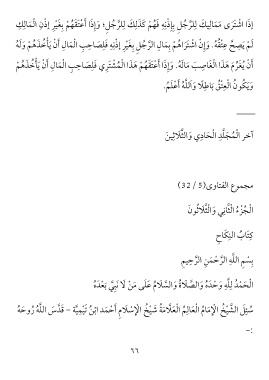 إذَا اشْتَرَى مَمَالِيكَ لِلرَّجُلِ بِإِذْنِهِ فَهُمْ كَذَلِكَ لِلرَّجُلِ؛ وَإِذَا أَعْتَقَهُمْ بِغَيْرِ إذْنِ الْمَالِكِ
لَمْ يَصِحَّ عِتْقُهُ. وَإِنْ اشْتَرَاهُمْ بِمَالِ الرَّجُلِ بِغَيْرِ إذْنِهِ فَلِصَاحِبِ الْمَالِ أَنْ يَأْخُذَهُمْ وَلَهُ
أَنْ يُغَرِّمَ هَذَا الْغَاصِبَ مَالَهُ. وَإِذَا أَعْتَقَهُمْ هَذَا الْمُشْتَرِي فَلِصَاحِبِ الْمَالِ أَنْ يَأْخُذَهُمْ
وَيَكُونُ الْعِتْقُ بَاطِلًا وَاَللَّهُ أَعْلَمُ.
آخر الْمُجَلَّدِ الْحَادِي وَالثَّلَاثِينَ
مجموع الفتاوى(5 / 32)
الْجُزْءُ الْثَّانِي وَالْثَّلَاثُونَ
كِتَابُ النِكَاحِ
بِسْمِ اللَّهِ الرَّحْمَنِ الرَّحِيمِ
الْحَمْدُ لِلَّهِ وَحْدَهُ وَالصَّلَاةُ وَالسَّلَامُ عَلَى مَنْ لَا نَبِيَّ بَعْدَهُ
سُئِلَ الشَّيْخُ الْإِمَامُ الْعَالِمُ الْعَلَّامَةُ شَيْخُ الْإِسْلَامِ أَحْمَد ابْنُ تَيْمِيَّة - قَدَّسَ اللَّهُ رُوحَهُ
-:
٦٦